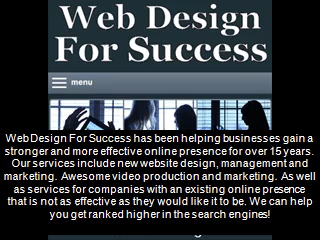 Web Design
For Success
menu
Web Design For Success has been helping businesses gain a
stronger and more effective online presence for over 15 years.
Our services include new website design, management and
marketing. Awesome video production and marketing. As well
as services for companies with an existing online presence
that is not as effective as they would like it to be. We can help
you get ranked higher in the search engines!